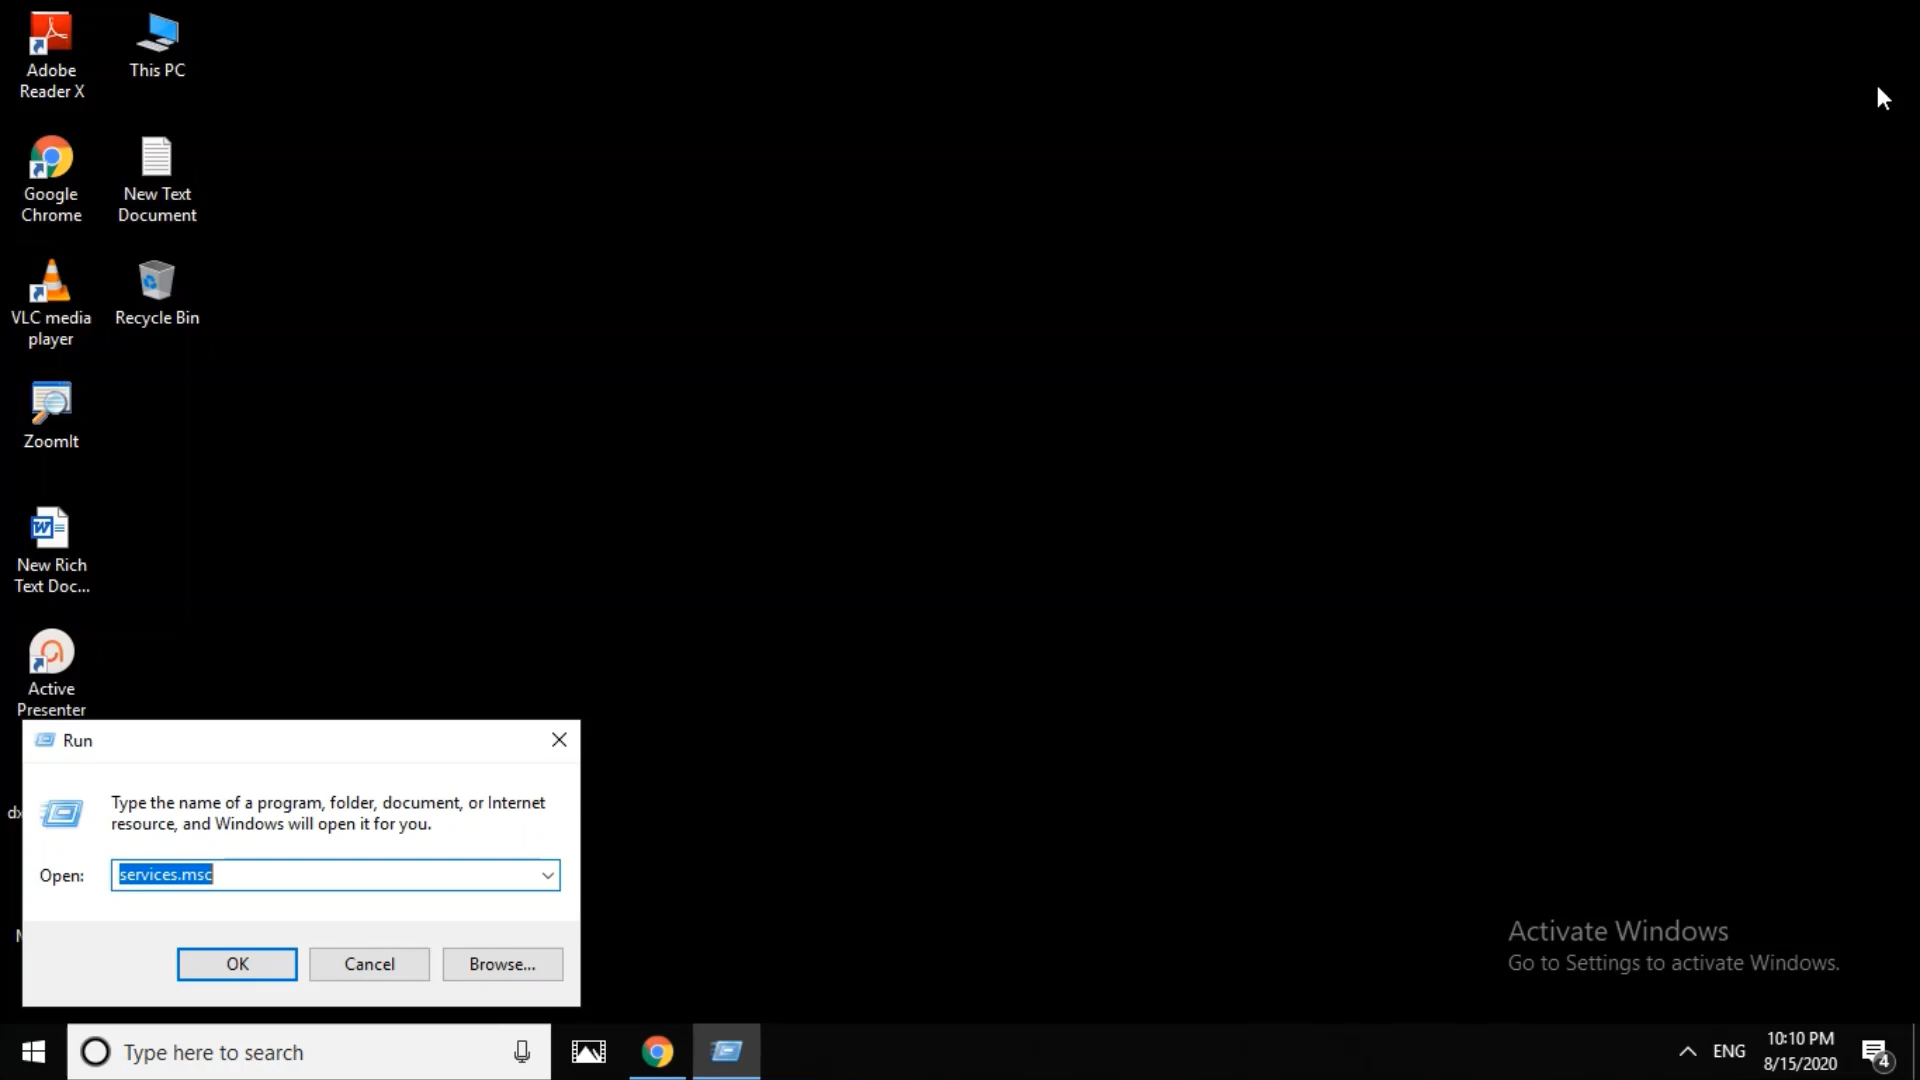 Adobe
Reader X
This PC
Google
Chrome
New Text
Document
VLC media
player
Recycle Bin
ZoomIt
New Rich
Text Doc...
Active
Presenter
Run
Type the name of a program, folder, document, or Internet
resource, and Windows will open it for you.
Open:
services.msc
OK
Cancel
Browse...
Activate Windows
Go to Settings to activate Windows.
Type here to search
ENG
10:10 PM
8/15/2020
4